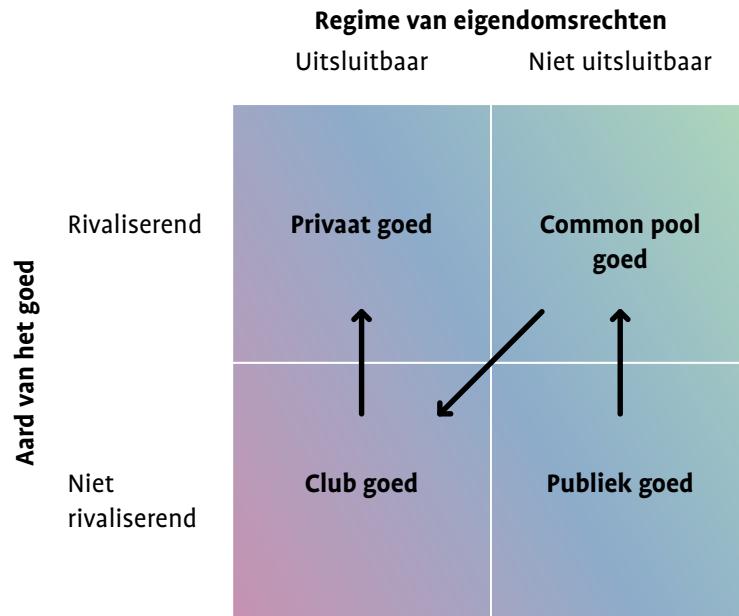 Regime van eigendomsrechten
Uitsluitbaar
Niet uitsluitbaar
Aard van het goed
Rivaliserend
Privaat goed
Common pool
goed
Niet
rivaliserend
Club goed
Publiek goed